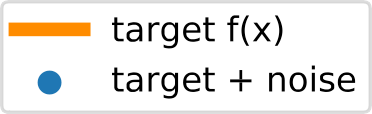 target f(x)
target + noise